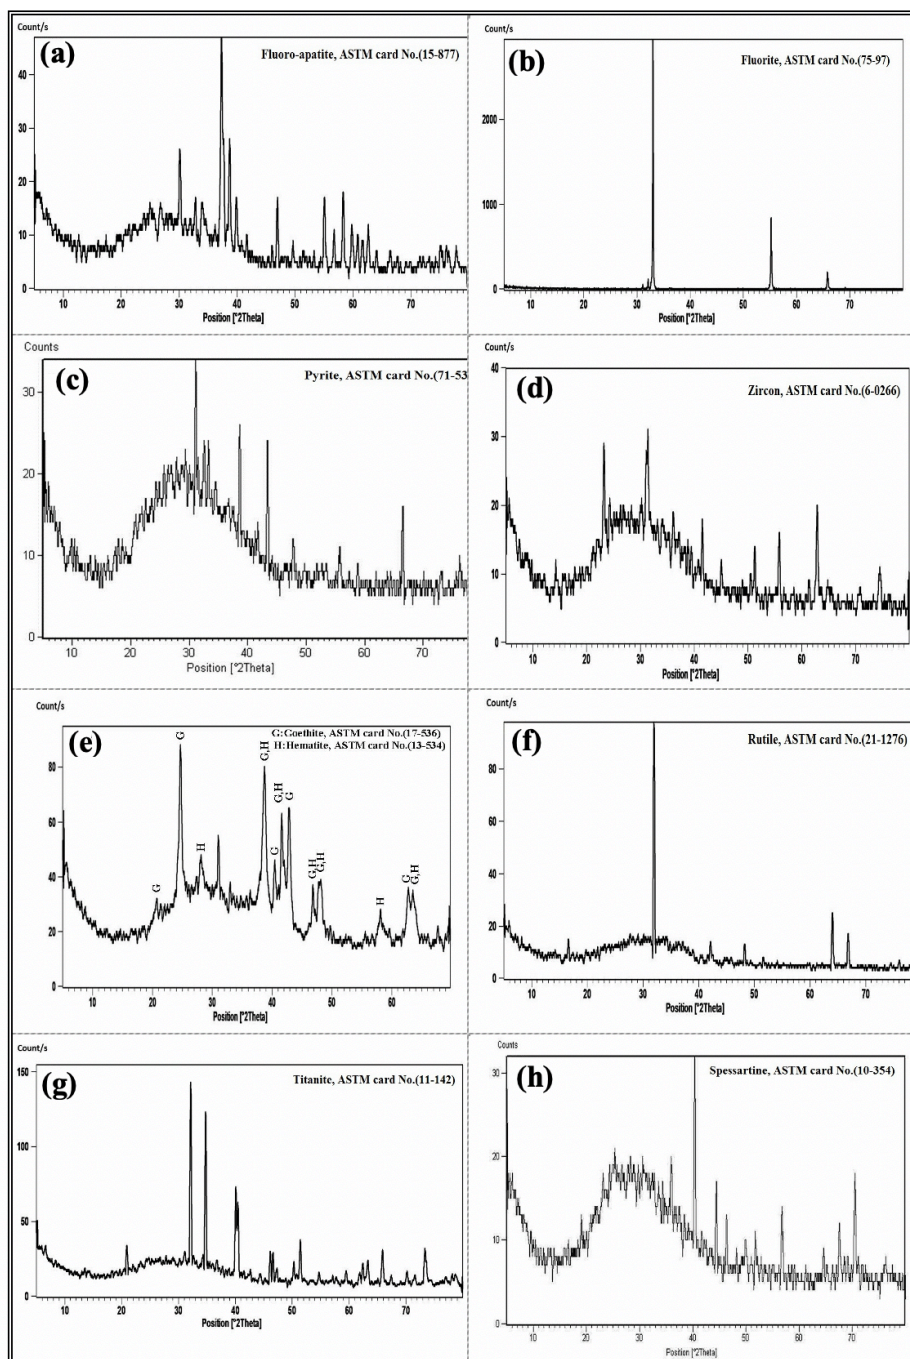 Count/s
(a)
Fluoro-apatite, ASTM card No.(15-877)
40
30
20
10
0
10 20 30 40 50 60 70
Position [°2Theta]
Count/s
(b)
Fluorite, ASTM card No.(75-97)
2000
1000
0
10 20 30 40 50 60 70
Position [°2Theta]
Counts
(c)
Pyrite, ASTM card No.(71-53
30
20
10
0
10 20 30 40 50 60 70
Position [°2Theta]
Count/s
(d)
Zircon, ASTM card No.(6-0266)
40
30
20
10
0
10 20 30 40 50 60 70
Position [°2Theta]
Count/s
(e)
G:Goethite, ASTM card No.(17-536)
H:Hematite, ASTM card No.(13-534)
80
60
40
20
0
G
G
H
G,H
G
G,H
G
G,H
G,H
H
G
G,H
10 20 30 40 50 60
Position [°2Theta]
Count/s
(f)
Rutile, ASTM card No.(21-1276)
80
60
40
20
0
10 20 30 40 50 60 70
Position [°2Theta]
Count/s
(g)
Titanite, ASTM card No.(11-142)
150
100
50
0
10 20 30 40 50 60 70
Position [°2Theta]
Counts
(h)
Spessartine, ASTM card No.(10-354)
30
20
10
0
10 20 30 40 50 60 70
Position [°2Theta]